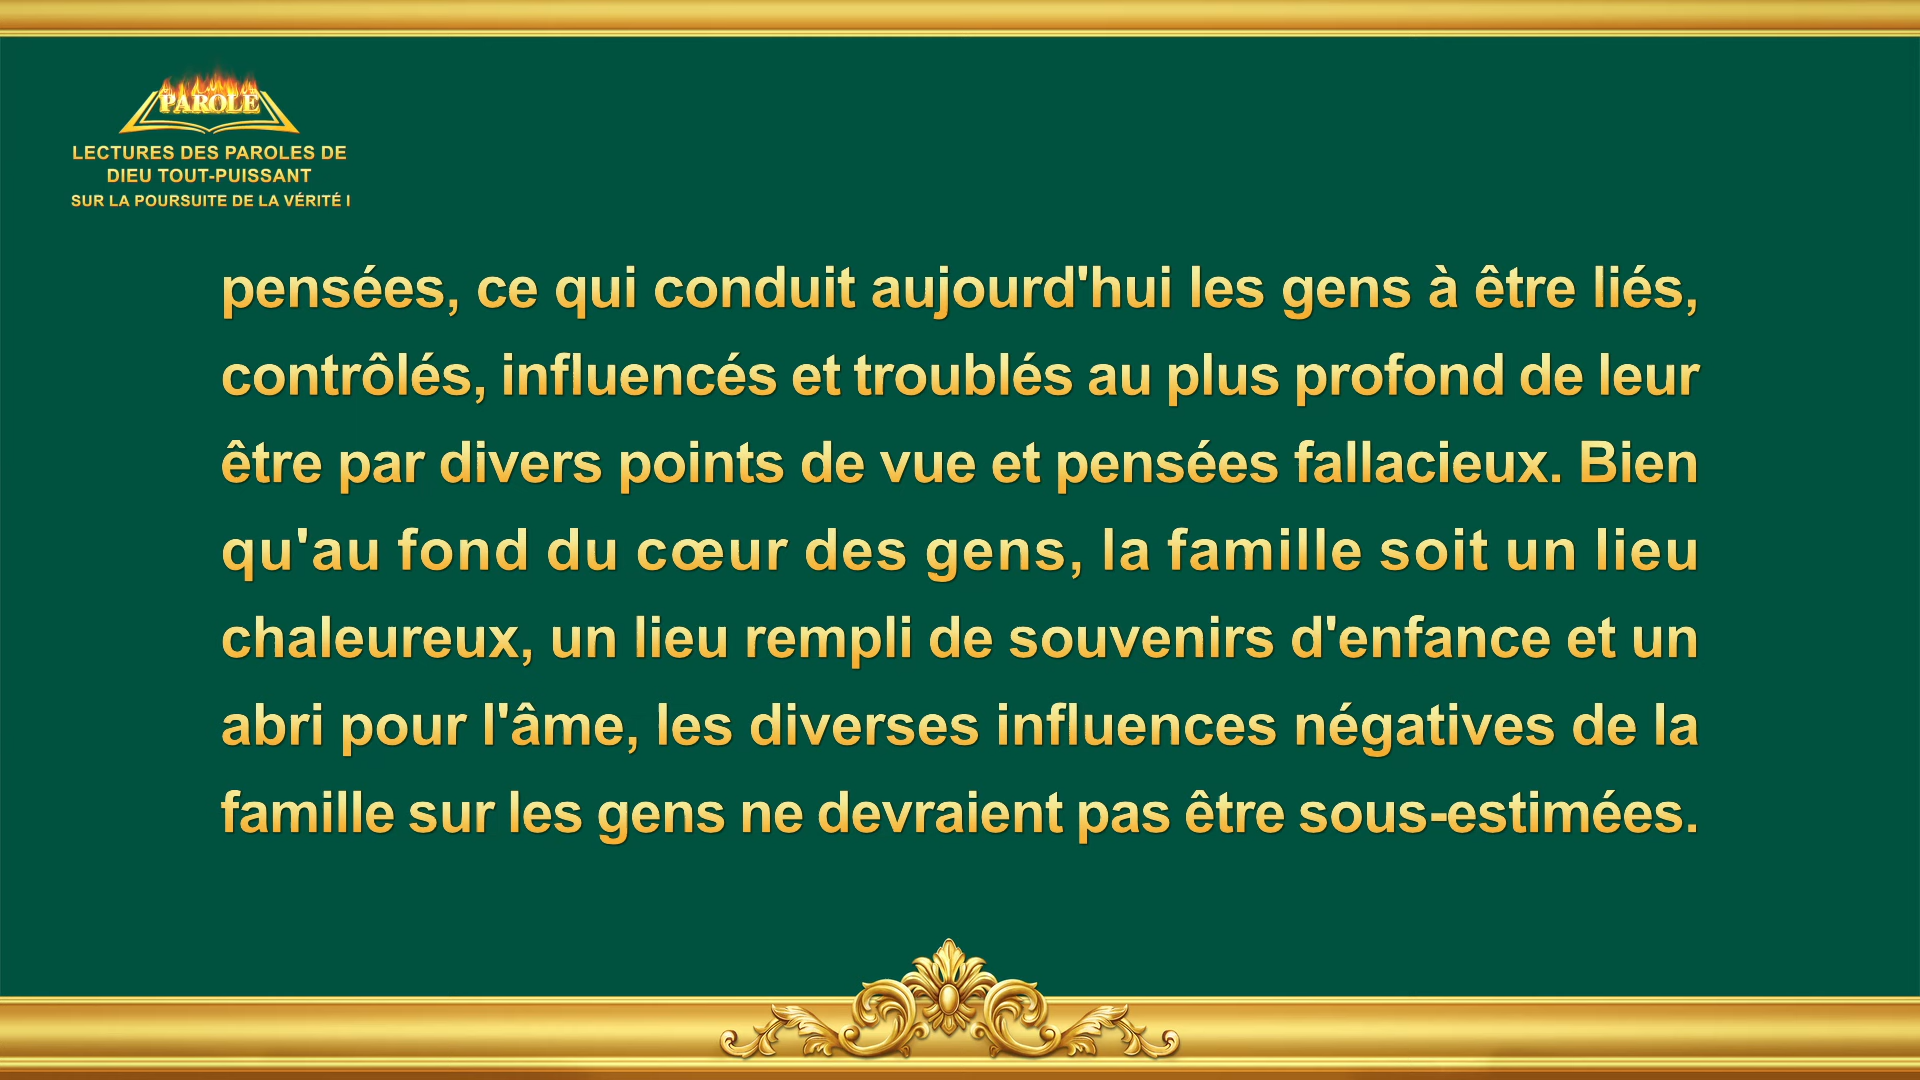 PAROLE
LECTURES DES PAROLES DE
DIEU TOUT-PUISSANT
SUR LA POURSUITE DE LA VÉRITÉ I
pensées, ce qui conduit aujourd'hui les gens à être liés,
contrôlés, influencés et troublés au plus profond de leur
être par divers points de vue et pensées fallacieux. Bien
qu'au fond du cœur des gens, la famille soit un lieu
chaleureux, un lieu rempli de souvenirs d'enfance et un
abri pour l'âme, les diverses influences négatives de la
famille sur les gens ne devraient pas être sous-estimées.